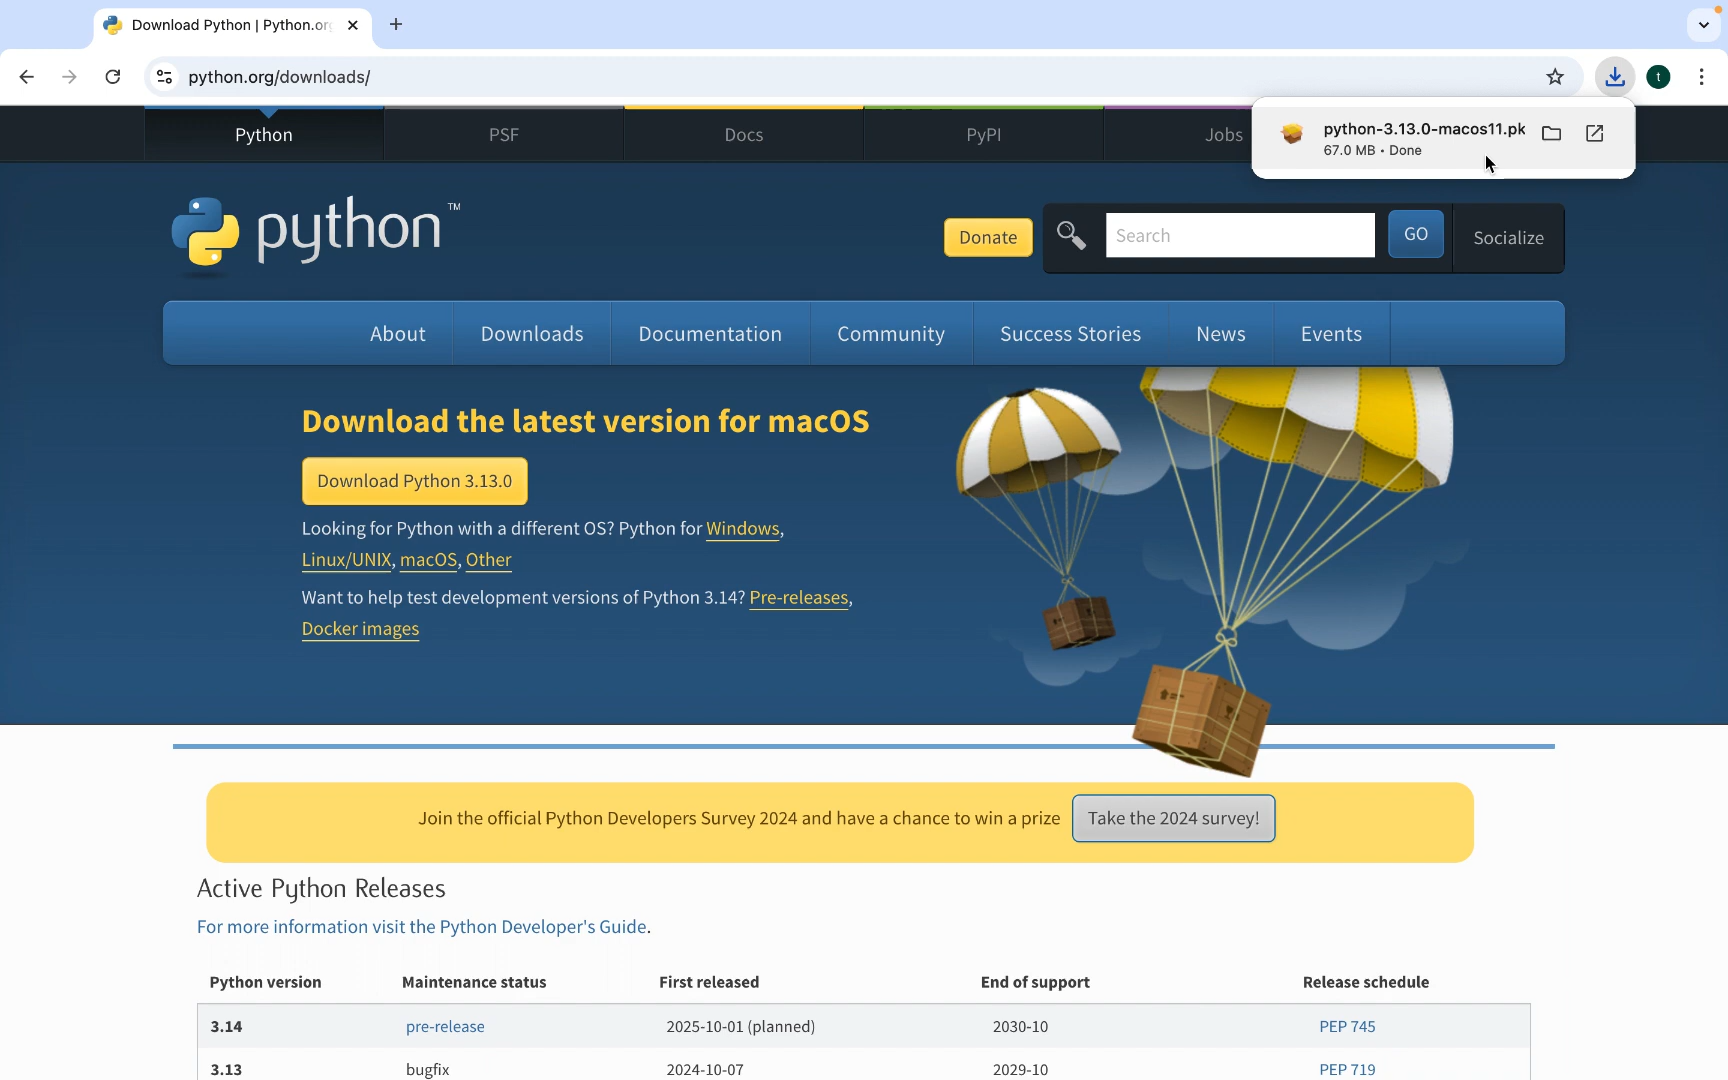 Download Python | Python.or
python.org/downloads/
t
python-3.13.0-macos11.pk
67.0 MB • Done
Python
PSF
Docs
PyPI
Jobs
python™
Donate
Search
GO
Socialize
About
Downloads
Documentation
Community
Success Stories
News
Events
Download the latest version for macOS
Download Python 3.13.0
Looking for Python with a different OS? Python for Windows,
Linux/UNIX, macOS, Other
Want to help test development versions of Python 3.14? Pre-releases,
Docker images
Join the official Python Developers Survey 2024 and have a chance to win a prize Take the 2024 survey!
Active Python Releases
For more information visit the Python Developer's Guide.
Python version Maintenance status First released End of support Release schedule
3.14 pre-release 2025-10-01 (planned) 2030-10 PEP 745
3.13 bugfix 2024-10-07 2029-10 PEP 719